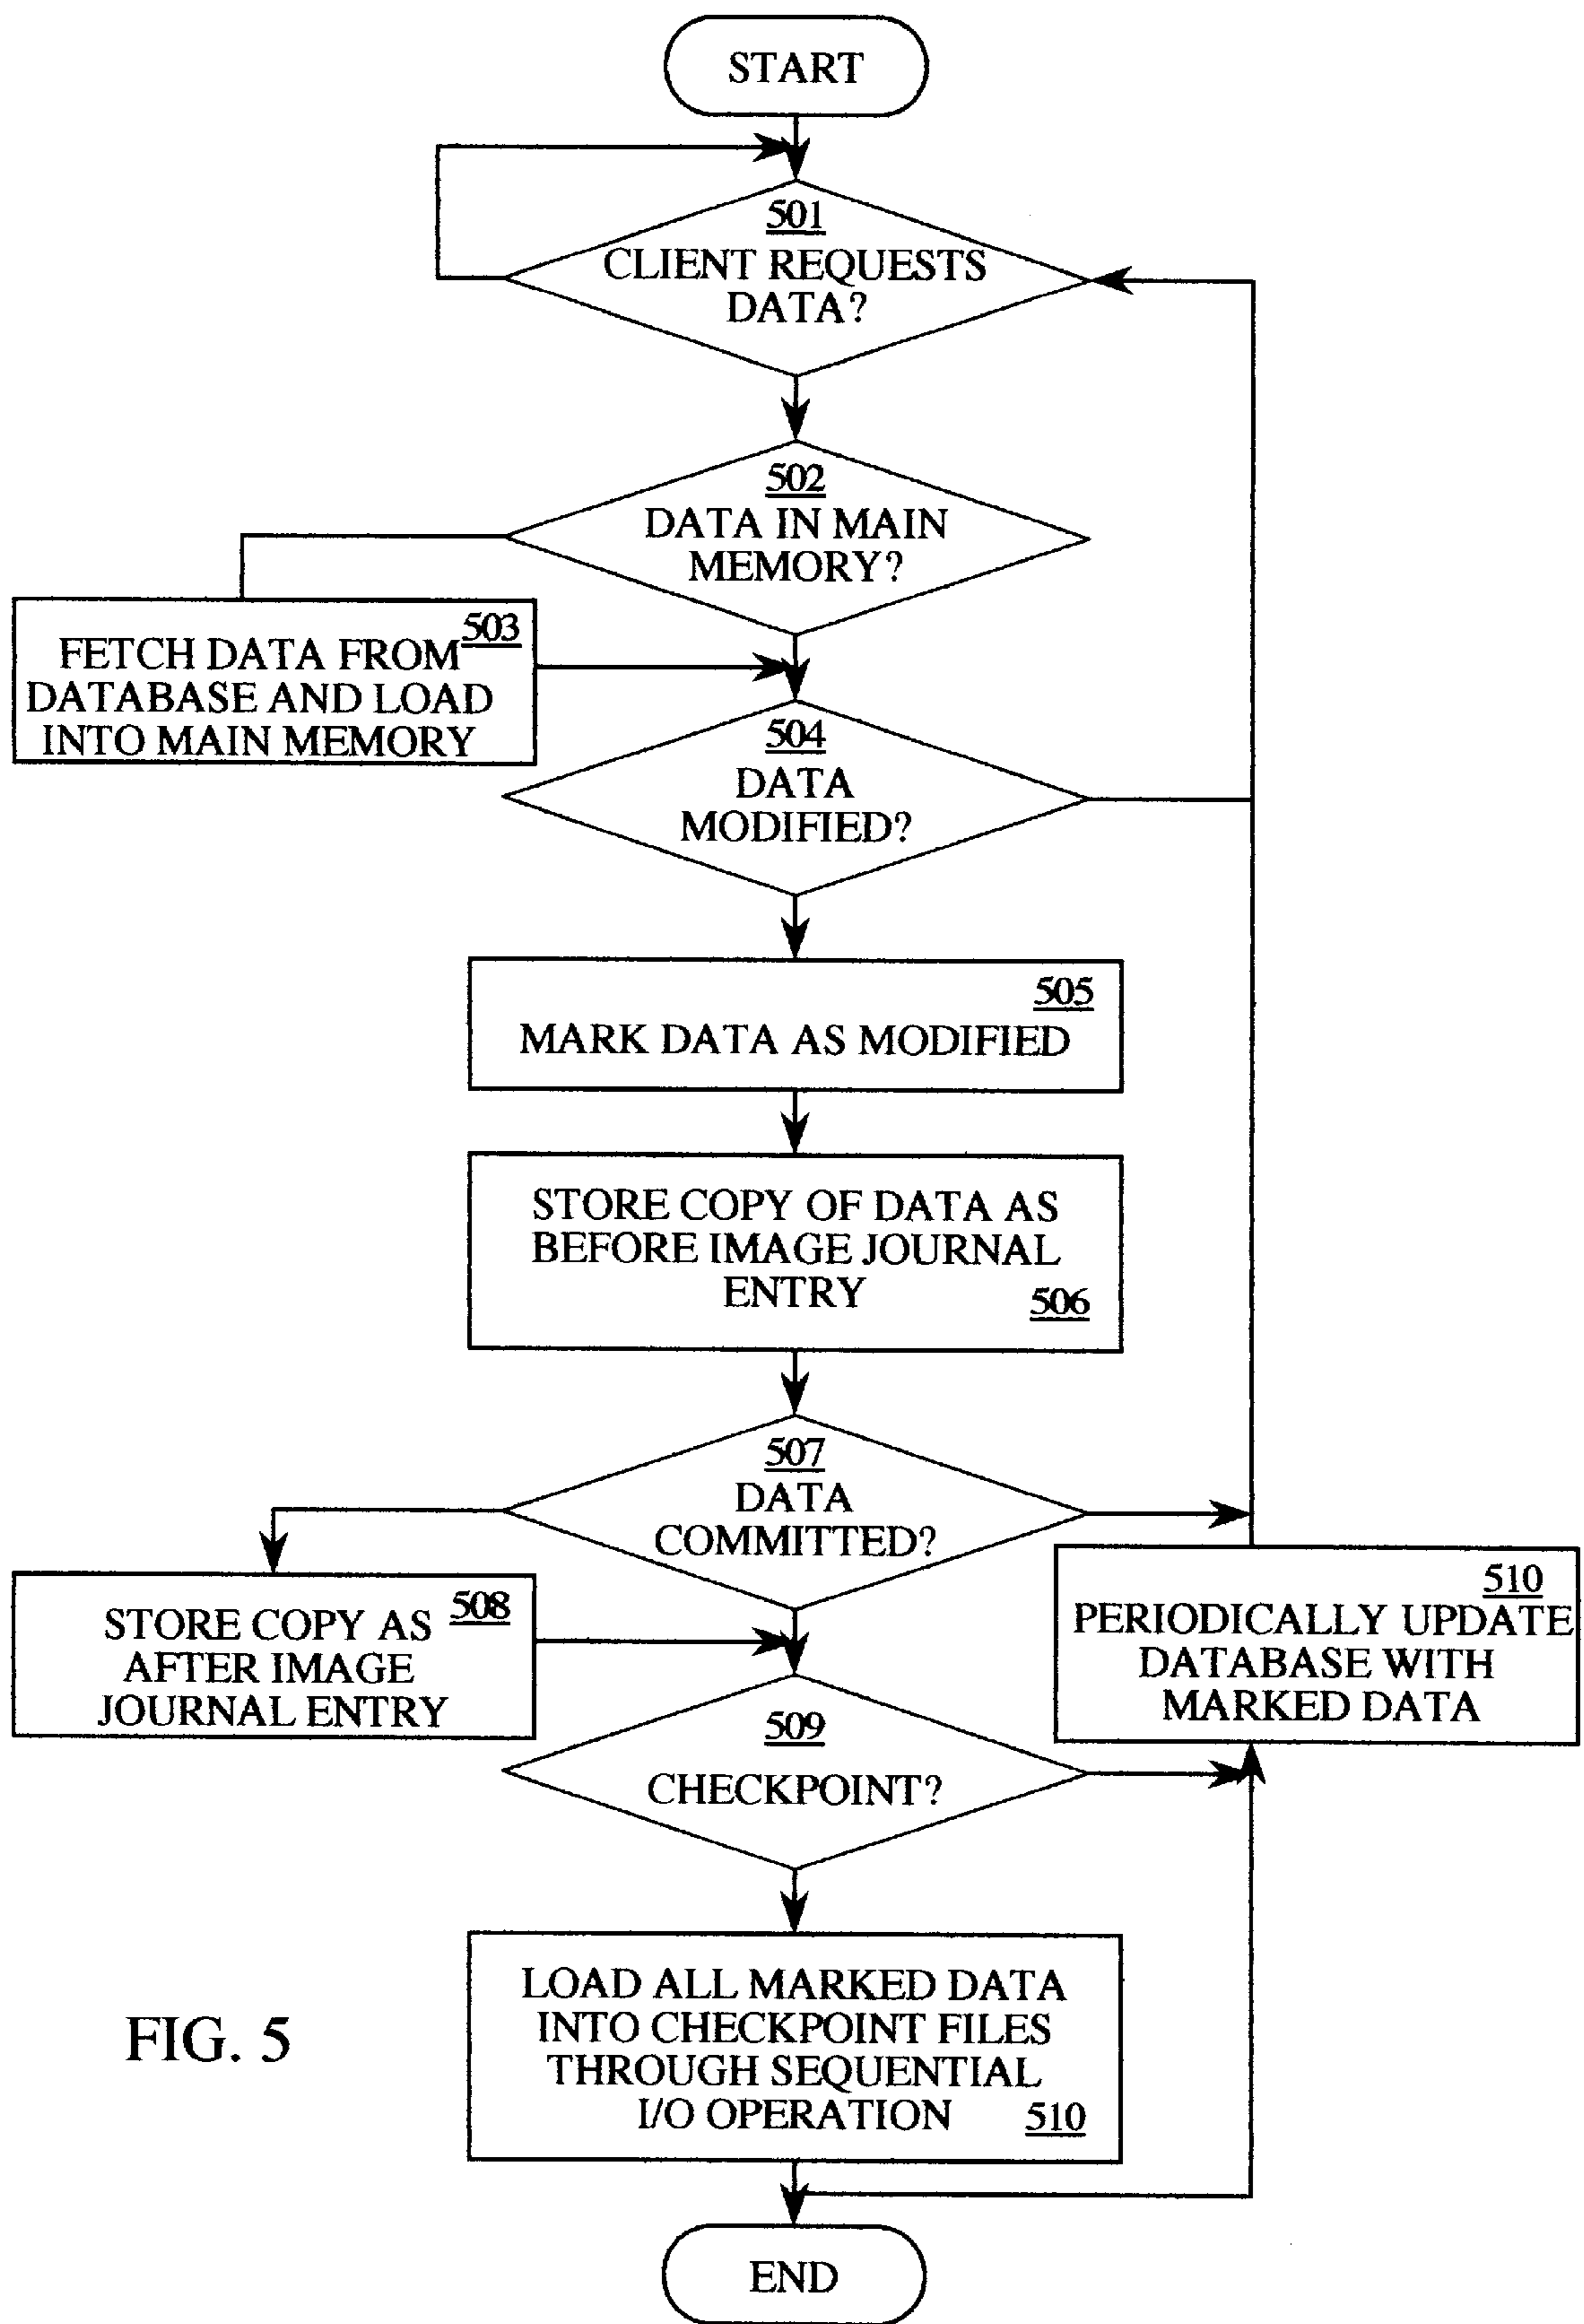 START
501
CLIENT REQUESTS
DATA?
502
DATA IN MAIN
MEMORY?
503
FETCH DATA FROM
DATABASE AND LOAD
INTO MAIN MEMORY
504
DATA
MODIFIED?
505
MARK DATA AS MODIFIED
STORE COPY OF DATA AS
BEFORE IMAGE JOURNAL
ENTRY
506
507
DATA
COMMITTED?
508
STORE COPY AS
AFTER IMAGE
JOURNAL ENTRY
510
PERIODICALLY UPDATE
DATABASE WITH
MARKED DATA
509
CHECKPOINT?
LOAD ALL MARKED DATA
INTO CHECKPOINT FILES
THROUGH SEQUENTIAL
I/O OPERATION
510
FIG. 5
END